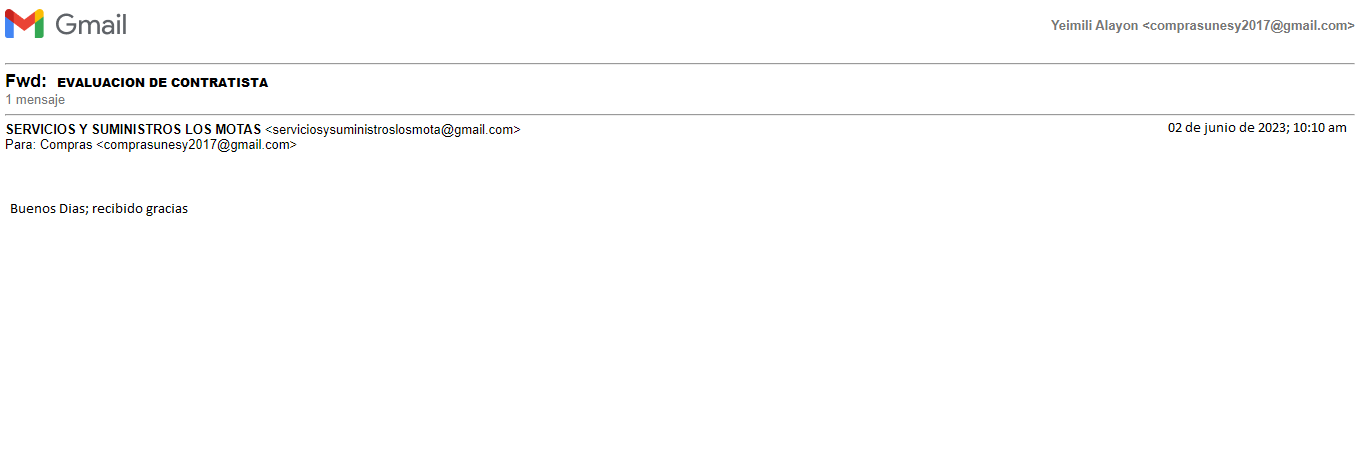 Gmail
Yeimili Alayon <comprasunesy2017@gmail.com>
Fwd: EVALUACION DE CONTRATISTA
1 mensaje
SERVICIOS Y SUMINISTROS LOS MOTAS <serviciosysuministroslosmota@gmail.com>
02 de junio de 2023; 10:10 am
Para: Compras <comprasunesy2017@gmail.com>
Buenos Dias; recibido gracias